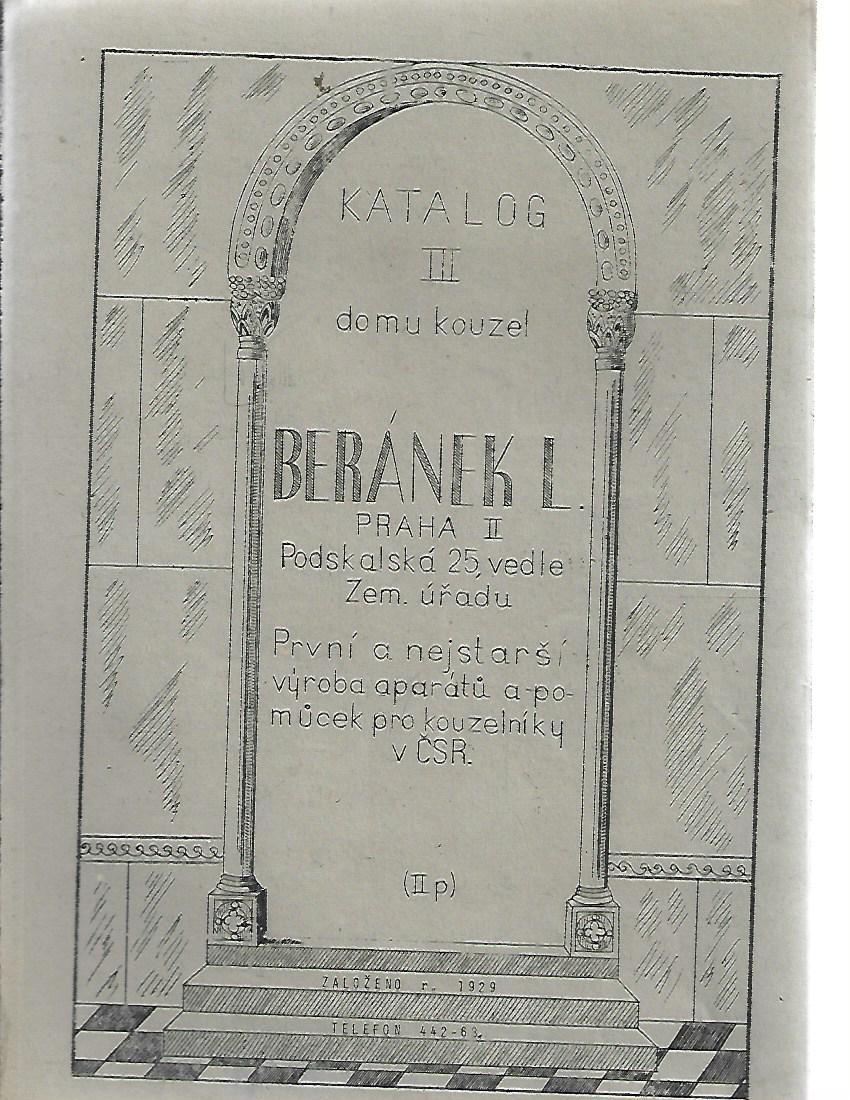 KATALOG
III
domu kouzel
BERÁNEK L.
PRAHA II
Podskalská 25, vedle
Zem. úřadu
První a nejstarší
výroba aparátů a po-
můcek pro kouzelníky
v ČSR.
(II p)
ZALOŽENO r. 1929
TELEFON 442-63.